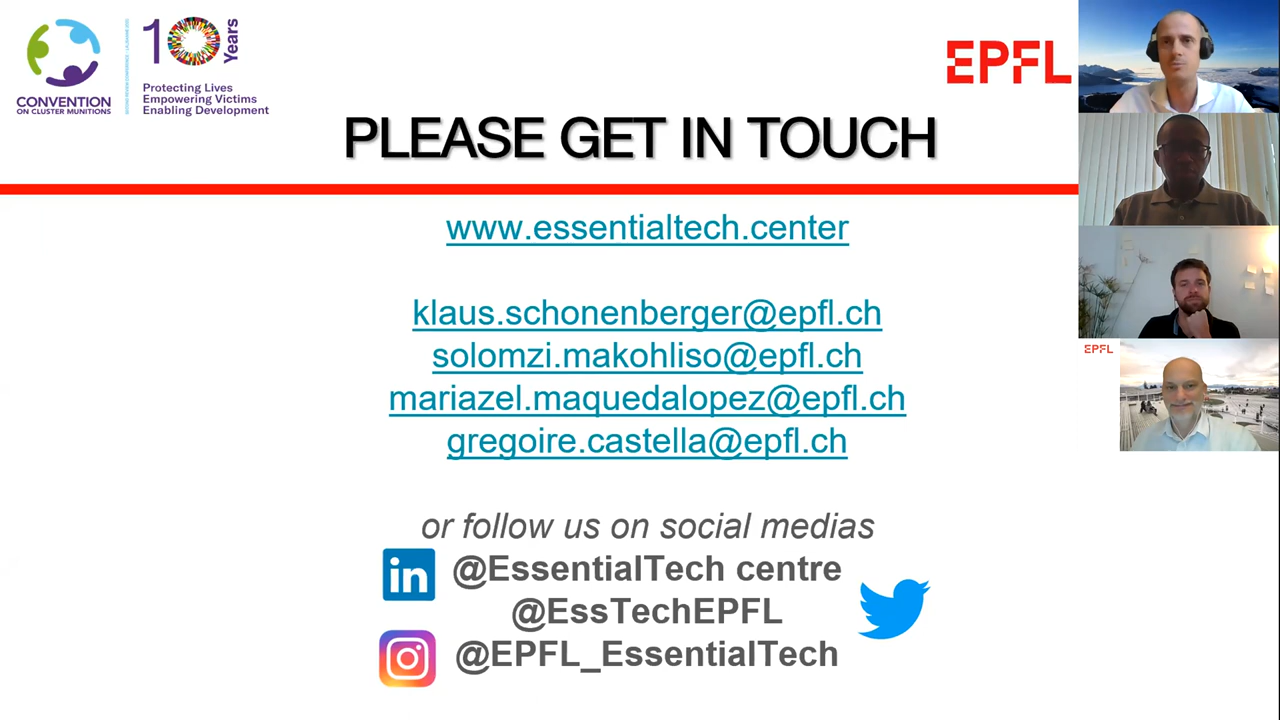 CONVENTION
ON CLUSTER MUNITIONS
10 Years
Protecting Lives
Empowering Victims
Enabling Development
EPFL
PLEASE GET IN TOUCH
www.essentialtech.center
klaus.schonenberger@epfl.ch
solomzi.makohliso@epfl.ch
mariazel.maquedalopez@epfl.ch
gregoire.castella@epfl.ch
or follow us on social medias
in @EssentialTech centre
@EssTechEPFL
@EPFL_EssentialTech
EPFL